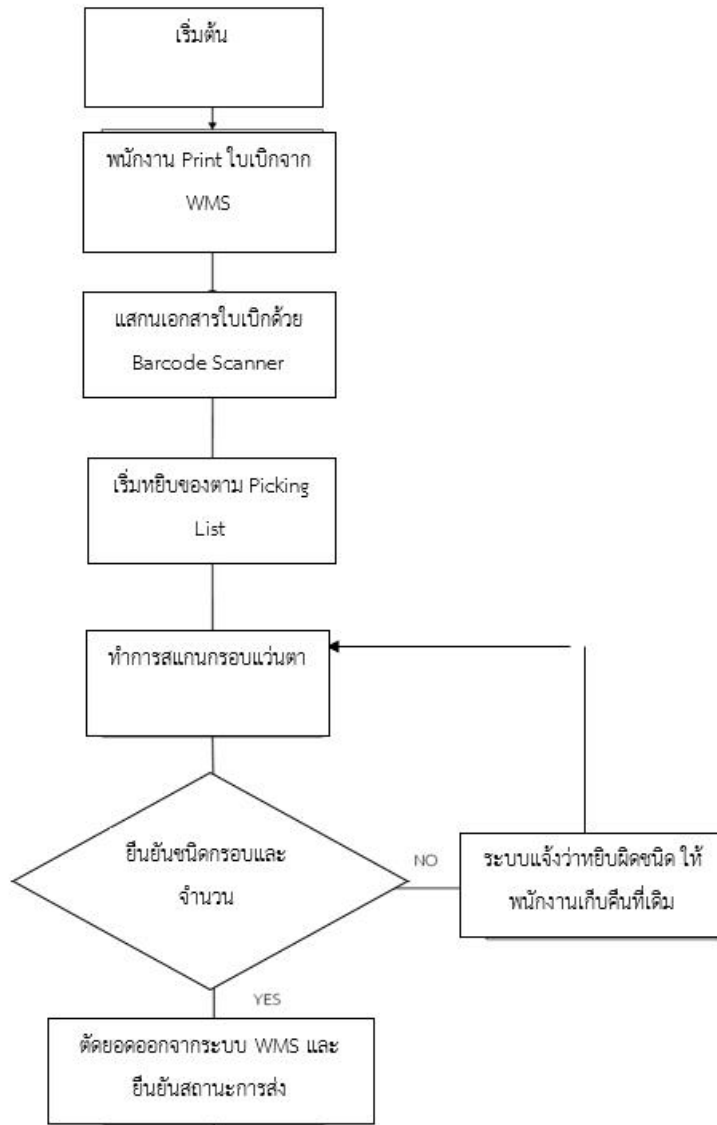 เริ่มต้น
พนักงาน Print ใบเบิกจาก
WMS
แสกนเอกสารใบเบิกด้วย
Barcode Scanner
เริ่มหยิบของตาม Picking
List
ทำการสแกนกรอบแว่นตา
ยืนยันชนิดกรอบและ
จำนวน
NO
ระบบแจ้งว่าหยิบผิดชนิด ให้
พนักงานเก็บคืนที่เดิม
YES
ตัดยอดออกจากระบบ WMS และ
ยืนยันสถานะการส่ง